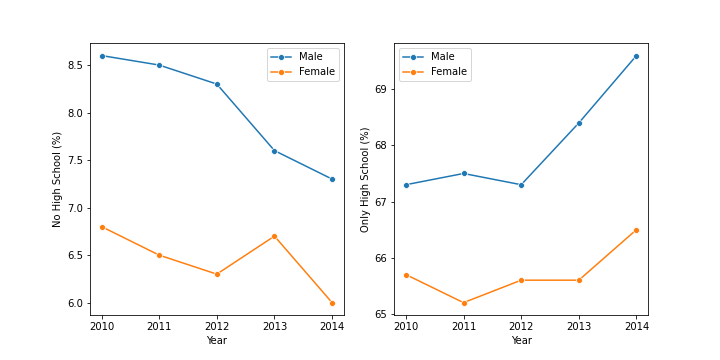 No High School (%)
8.5
8.0
7.5
7.0
6.5
6.0
Male
Female
2010 2011 2012 2013 2014
Year
Only High School (%)
69
68
67
66
65
Male
Female
2010 2011 2012 2013 2014
Year